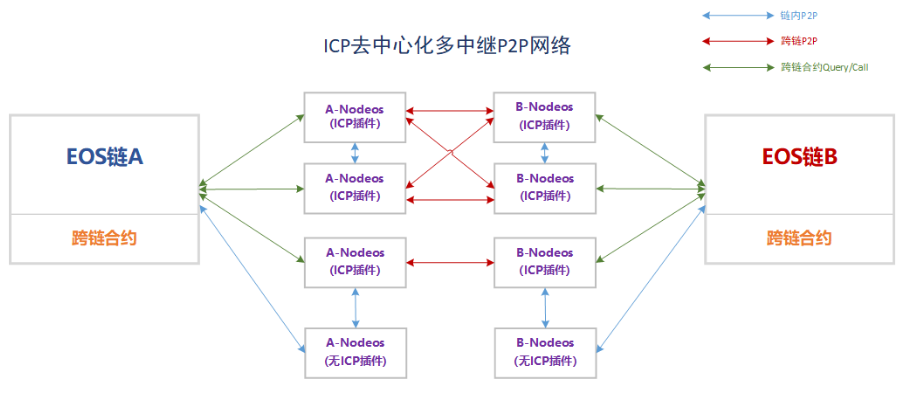 链内P2P
ICP去中心化多中继P2P网络
跨链P2P
跨链合约Query/Call
A-Nodeos
(ICP插件)
B-Nodeos
(ICP插件)
EOS链A
EOS链B
A-Nodeos
(ICP插件)
B-Nodeos
(ICP插件)
跨链合约
跨链合约
A-Nodeos
(ICP插件)
B-Nodeos
(ICP插件)
A-Nodeos
(无ICP插件)
B-Nodeos
(无ICP插件)